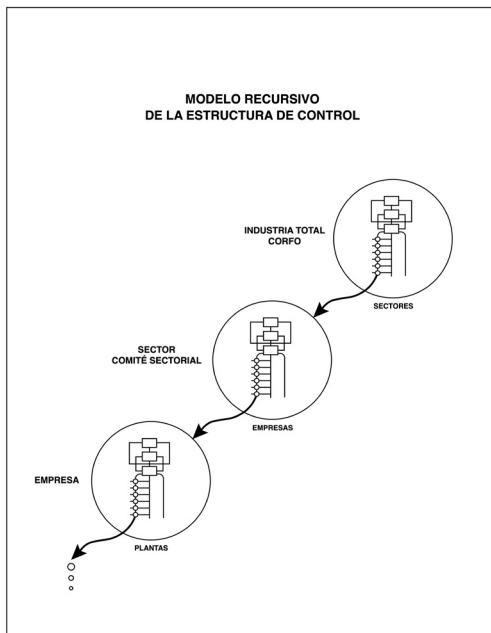 MODELO RECURSIVO
DE LA ESTRUCTURA DE CONTROL
INDUSTRIA TOTAL
CORFO
SECTORES
SECTOR
COMITÉ SECTORIAL
EMPRESAS
EMPRESA
PLANTAS